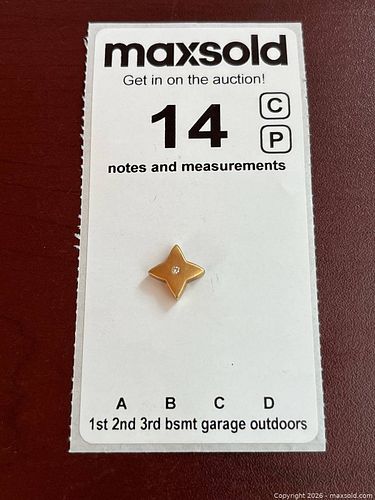 maxsold
Get in on the auction!
14
C
P
notes and measurements
A B C D
1st 2nd 3rd bsmt garage outdoors
Copyright 2026 - maxsold.com